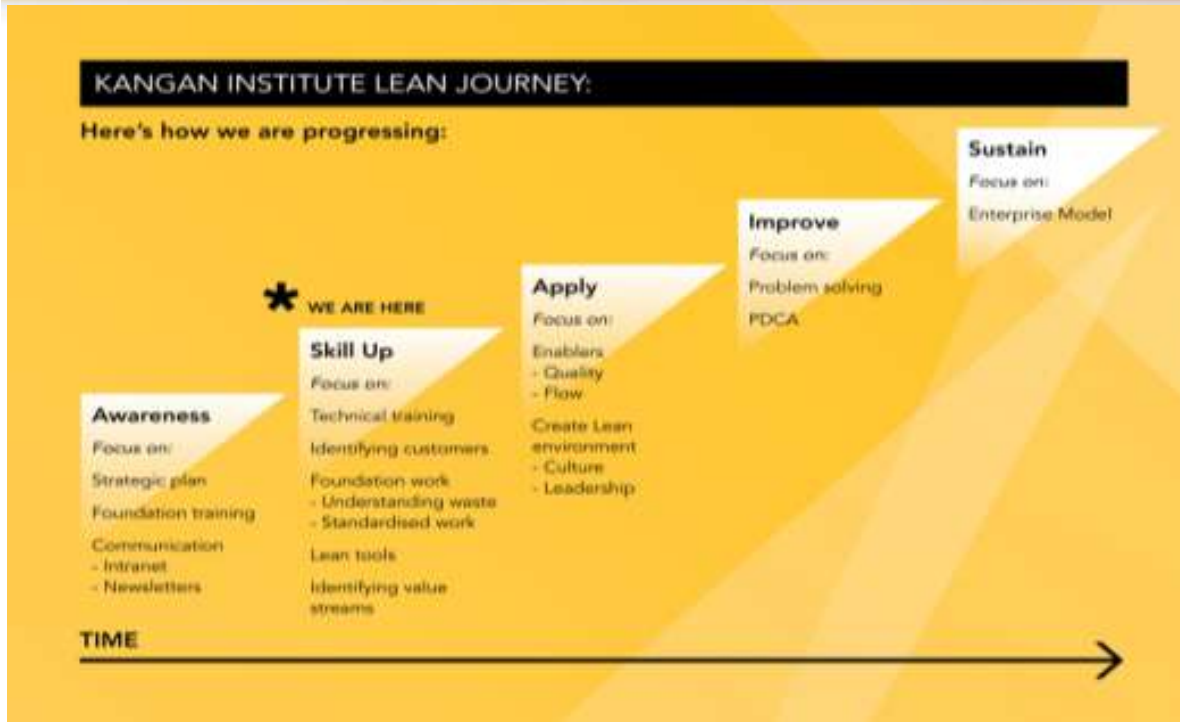 KANGAN INSTITUTE LEAN JOURNEY:
Here's how we are progressing:
Awareness
Focus on:
Strategic plan
Foundation training
Communication
- Intranet
- Newsletters
* WE ARE HERE
Skill Up
Focus on:
Technical training
Identifying customers
Foundation work
- Understanding waste
- Standardised work
Lean tools
Identifying value
streams
Apply
Focus on:
Enablers
- Quality
- Flow
Create Lean
environment
- Culture
- Leadership
Improve
Focus on:
Problem solving
PDCA
Sustain
Focus on:
Enterprise Model
TIME